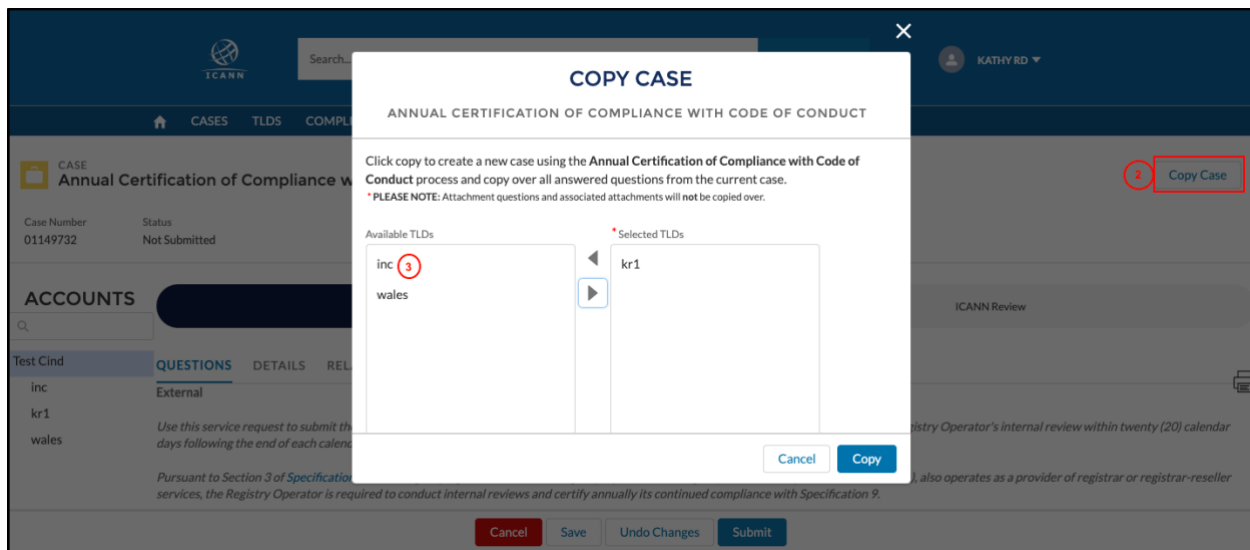 ICANN
Search...
KATHY RD
CASES TLDS COMPLI
CASE
Annual Certification of Compliance w
2
Copy Case
Case Number
Status
01149732
Not Submitted
ACCOUNTS
ICANN Review
Test Cind
inc
kr1
wales
QUESTIONS DETAILS REL
External
Use this service request to submit th
gistry Operator's internal review within twenty (20) calendar
days following the end of each calend
Pursuant to Section 3 of Specification
), also operates as a provider of registrar or registrar-reseller
services, the Registry Operator is required to conduct internal reviews and certify annually its continued compliance with Specification 9.
Cancel Save Undo Changes Submit
COPY CASE
ANNUAL CERTIFICATION OF COMPLIANCE WITH CODE OF CONDUCT
Click copy to create a new case using the Annual Certification of Compliance with Code of
Conduct process and copy over all answered questions from the current case.
* PLEASE NOTE: Attachment questions and associated attachments will not be copied over.
Available TLDs
* Selected TLDs
inc 3
kr1
wales
Cancel Copy